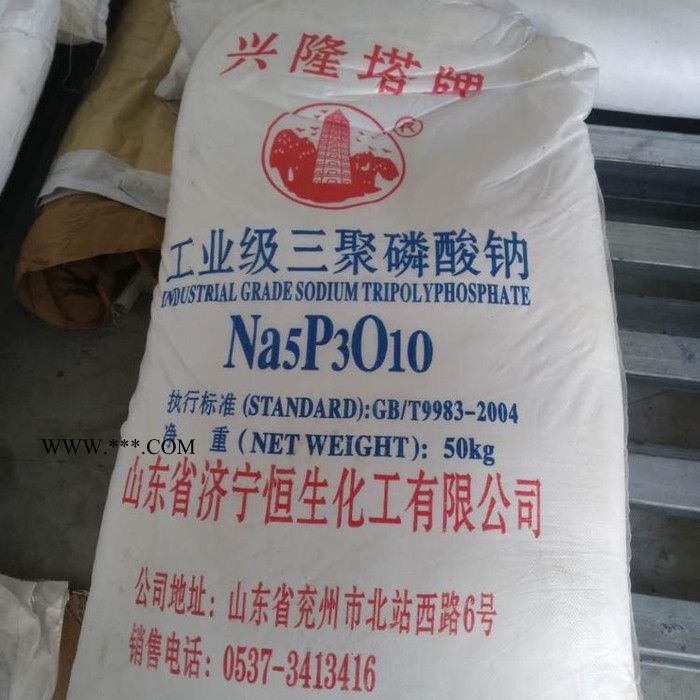 兴隆塔牌
®
工业级三聚磷酸钠
INDUSTRIAL GRADE SODIUM TRIPOLYPHOSPHATE
Na5P3O10
执行标准(STANDARD):GB/T9983-2004
净 重(NET WEIGHT): 50kg
WWW.***.COM
山东省济宁恒生化工有限公司
公司地址: 山东省兖州市北站西路6号
销售电话: 0537-3413416